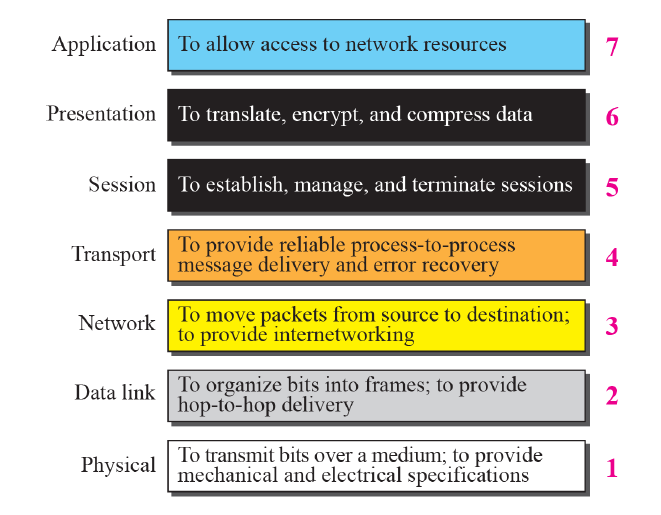 Application To allow access to network resources 7
Presentation To translate, encrypt, and compress data 6
Session To establish, manage, and terminate sessions 5
Transport To provide reliable process-to-process
message delivery and error recovery 4
Network To move packets from source to destination;
to provide internetworking 3
Data link To organize bits into frames; to provide
hop-to-hop delivery 2
Physical To transmit bits over a medium; to provide
mechanical and electrical specifications 1